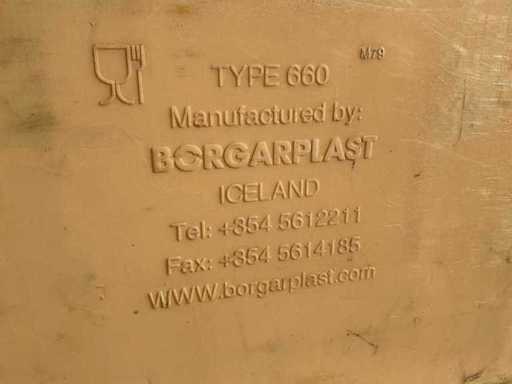 TYPE 660
M79
Manufactured by:
BORGARPLAST
ICELAND
Tel: +354 5612211
Fax: +354 5614185
WWW.borgarplast.com